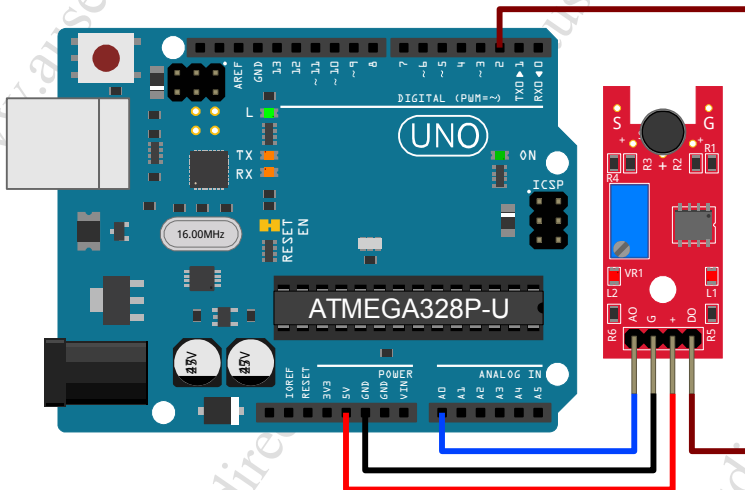 AREF
GND
13
12
~11
~10
~9
8
7
~6
~5
4
~3
2
TX0▶1
RX0◀0
DIGITAL (PWM=~)
L
TX
RX
UNO
ON
ICSP
RESET
EN
16.00MHz
ATMEGA328P-U
POWER
ANALOG IN
IOREF
RESET
3V3
5V
GND
GND
VIN
A0
A1
A2
A3
A4
A5
S
G
+
+
+
R3
R2
R1
R4
VR1
L2
L1
R6
R5
AO
G
+
DO